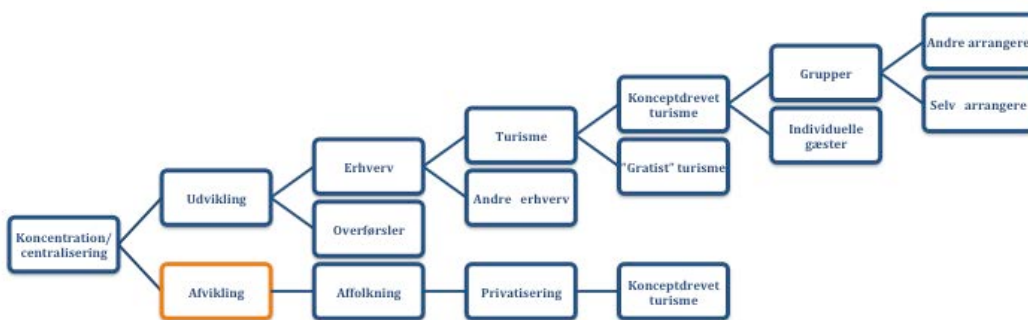 Andre arrangere
Grupper
Selv arrangere
Konceptdrevet
turisme
Individuelle
gæster
Turisme
"Gratist" turisme
Erhverv
Andre erhverv
Udvikling
Overførsler
Koncentration/
centralisering
Afvikling
Affolkning
Privatisering
Konceptdrevet
turisme